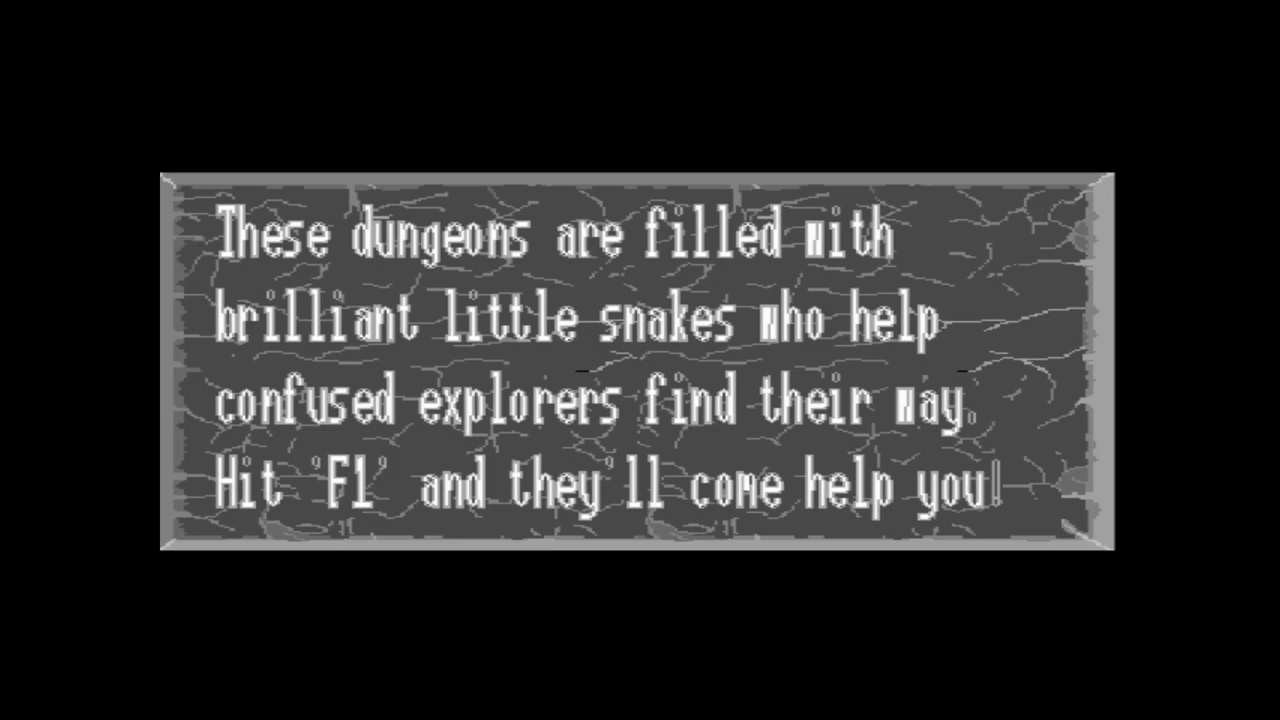 These dungeons are filled with
brilliant little snakes who help
confused explorers find their way.
Hit 'F1' and they'll come help you!